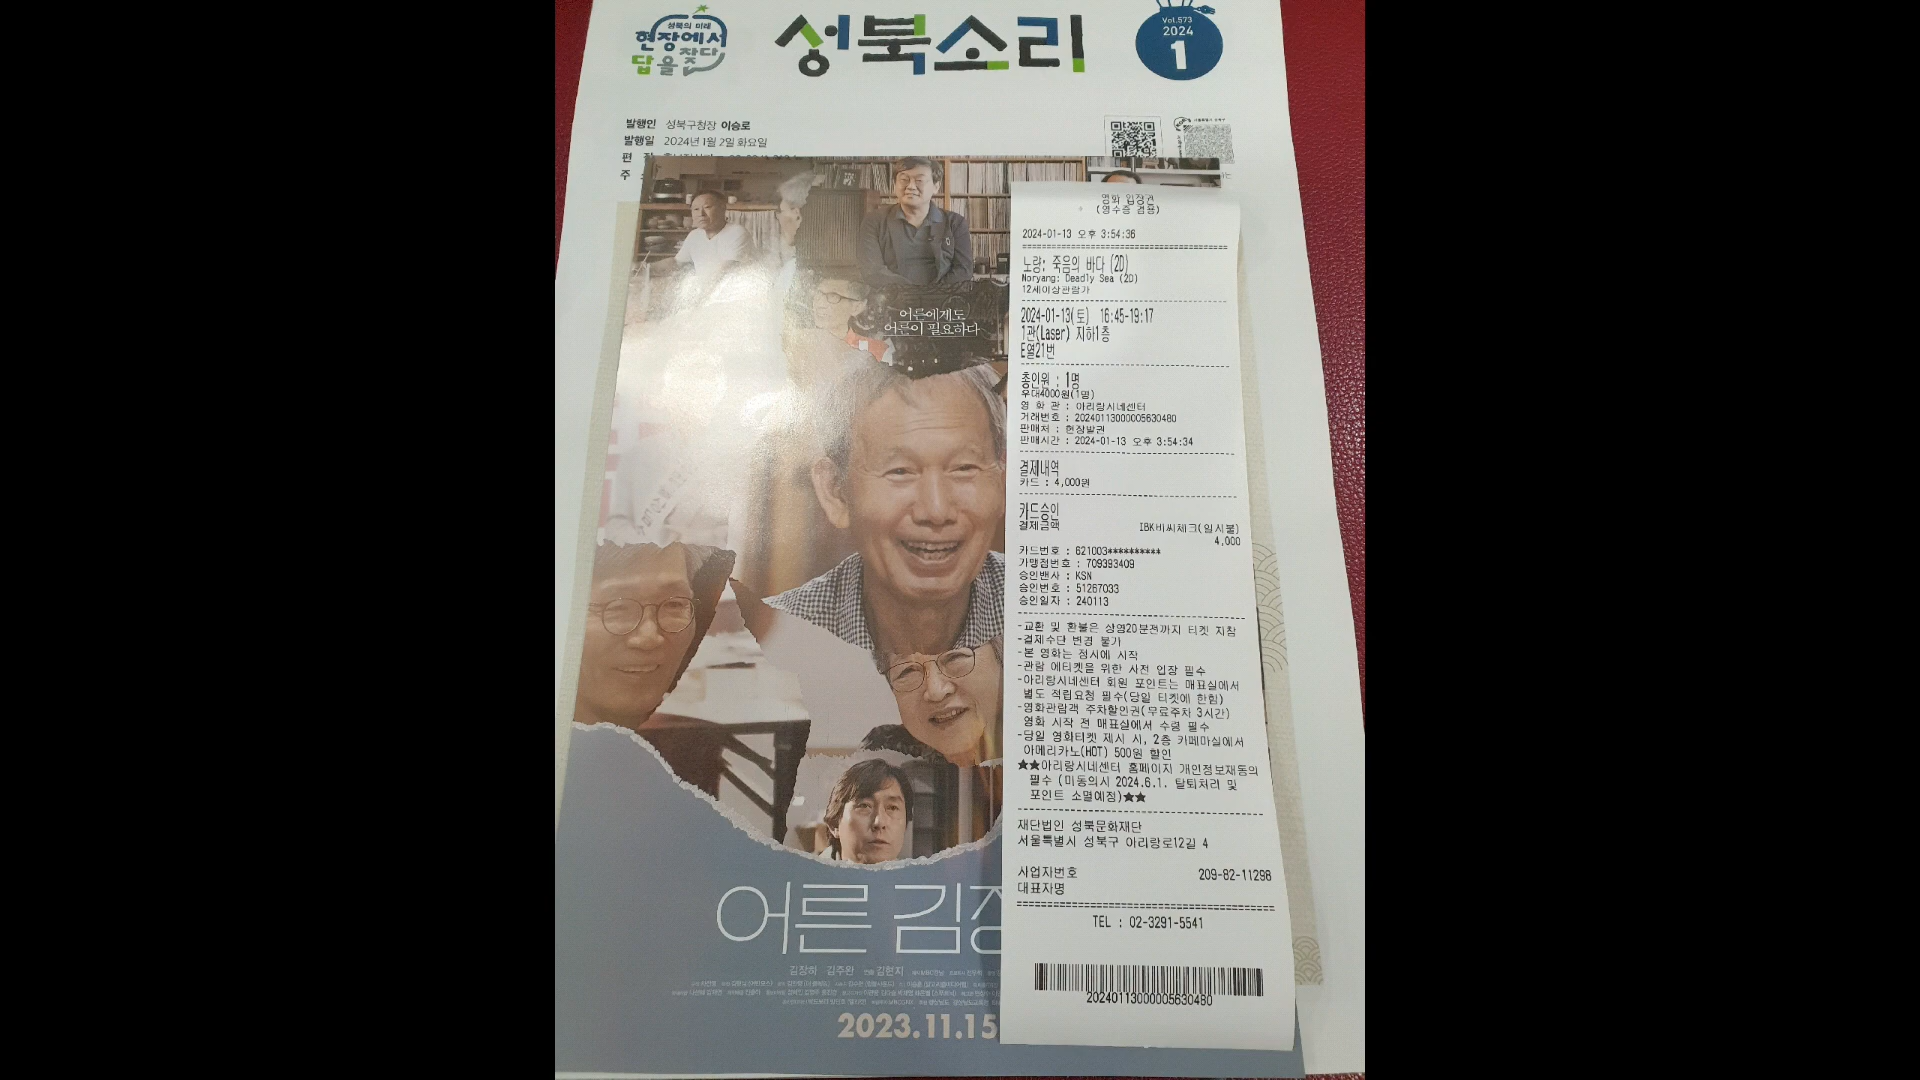 성북의 미래
현장에서
답을 찾다
성북소리
Vol.573
2024
1
발행인 성북구청장 이승로
발행일 2024년 1월 2일 화요일
편
주
어른에게도
어른이 필요하다
어른 김
김장하 김주완 김현지
2023.11.15
영화 입장권
(영수증 겸용)
2024-01-13 오후 3:54:36
노량: 죽음의 바다 (2D)
Noryang: Deadly Sea (2D)
12세이상관람가
2024-01-13(토) 16:45-19:17
1관(Laser) 지하1층
E열21번
총인원 : 1명
우대4000원(1명)
영 화 관 : 아리랑시네센터
거래번호 : 20240113000005630480
판매처 : 현장발권
판매시간 : 2024-01-13 오후 3:54:34
결제내역
카드 : 4,000원
카드승인
결제금액 IBK비씨체크(일시불)
4,000
카드번호 : 621003**********
가맹점번호 : 709393409
승인밴사 : KSN
승인번호 : 51267033
승인일자 : 240113
-교환 및 환불은 상영20분전까지 티켓 지참
-결제수단 변경 불가
-본 영화는 정시에 시작
-관람 에티켓을 위한 사전 입장 필수
-아리랑시네센터 회원 포인트는 매표실에서
별도 적립요청 필수(당일 티켓에 한함)
-영화관람객 주차할인권(무료주차 3시간)
영화 시작 전 매표실에서 수령 필수
-당일 영화티켓 제시 시, 2층 카페마실에서
아메리카노(HOT) 500원 할인
★★아리랑시네센터 홈페이지 개인정보재동의
필수 (미동의시 2024.6.1. 탈퇴처리 및
포인트 소멸예정)★★
재단법인 성북문화재단
서울특별시 성북구 아리랑로12길 4
사업자번호 209-82-11298
대표자명
TEL : 02-3291-5541
20240113000005630480